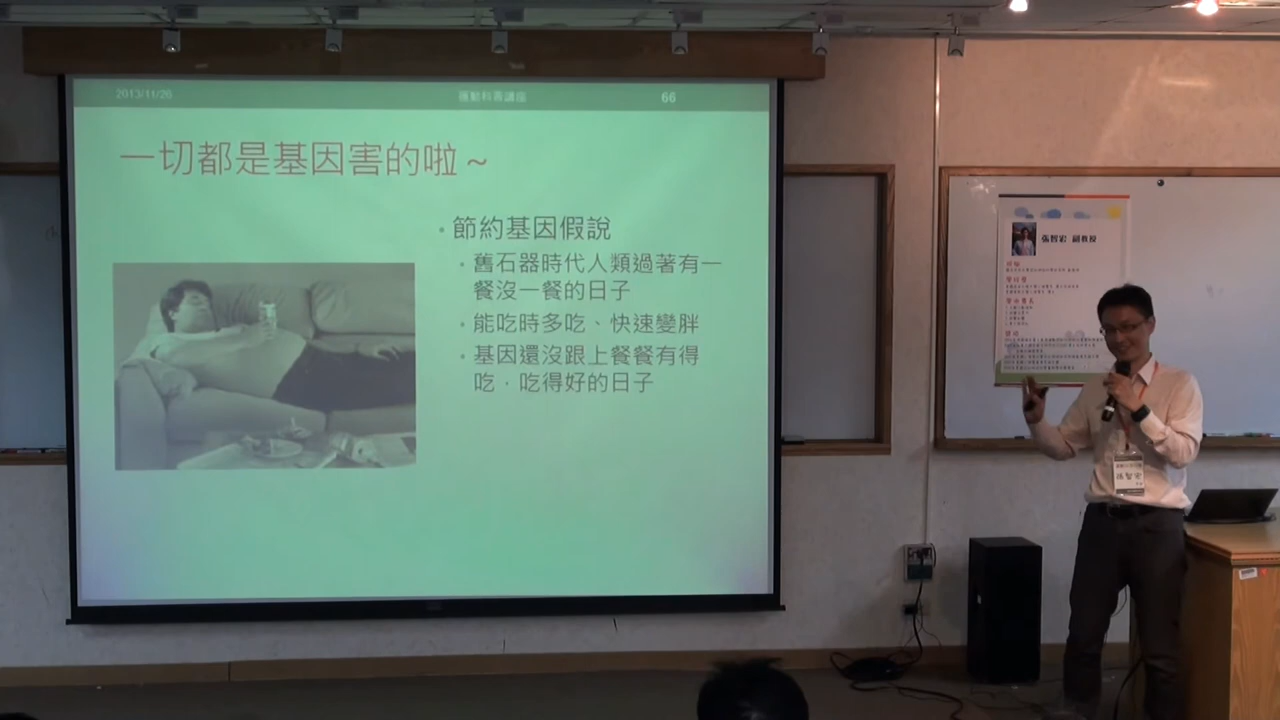 2013/11/26
運動科普講座
66
一切都是基因害的啦～
節約基因假說
舊石器時代人類過著有一
餐沒一餐的日子
能吃時多吃、快速變胖
基因還沒跟上餐餐有得
吃，吃得好的日子
張智宏 副教授
張智宏